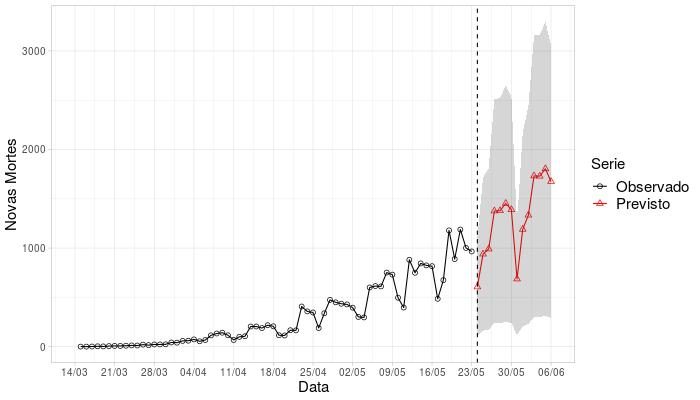 3000
2000
1000
0
Novas Mortes
14/03 21/03 28/03 04/04 11/04 18/04 25/04 02/05 09/05 16/05 23/05 30/05 06/06
Data
Serie
Observado
Previsto